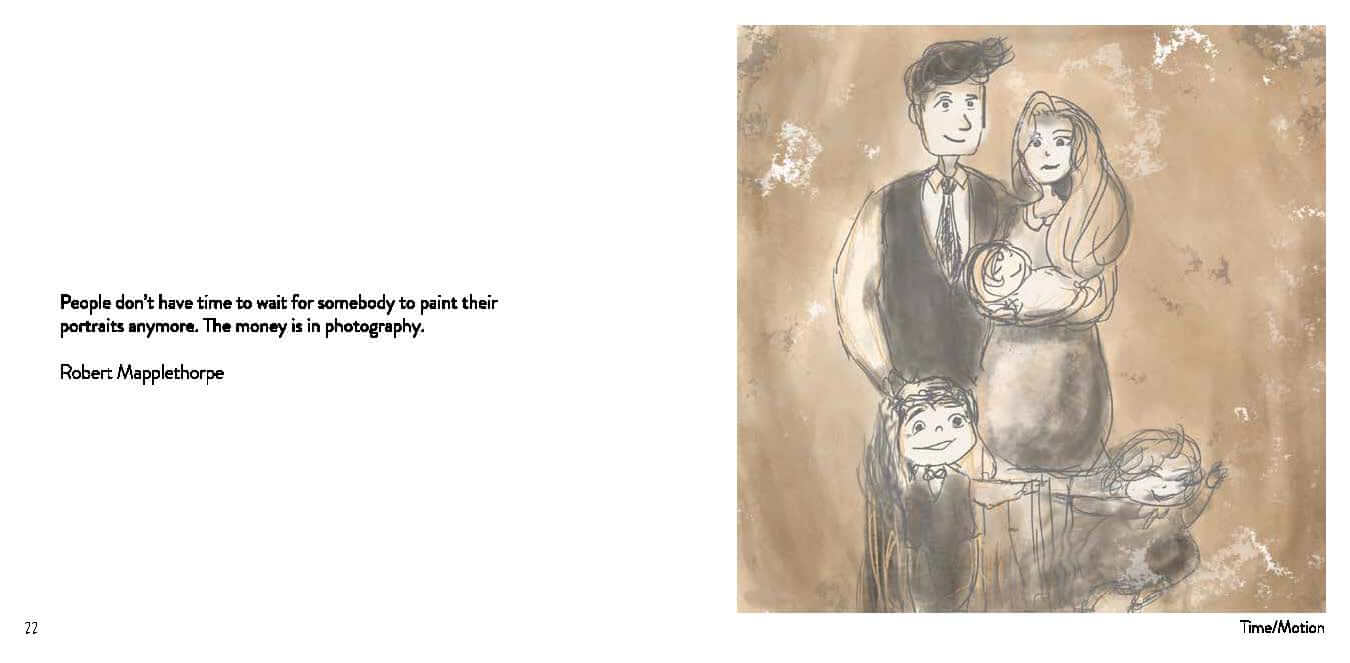 People don't have time to wait for somebody to paint their
portraits anymore. The money is in photography.
Robert Mapplethorpe
22
Time/Motion